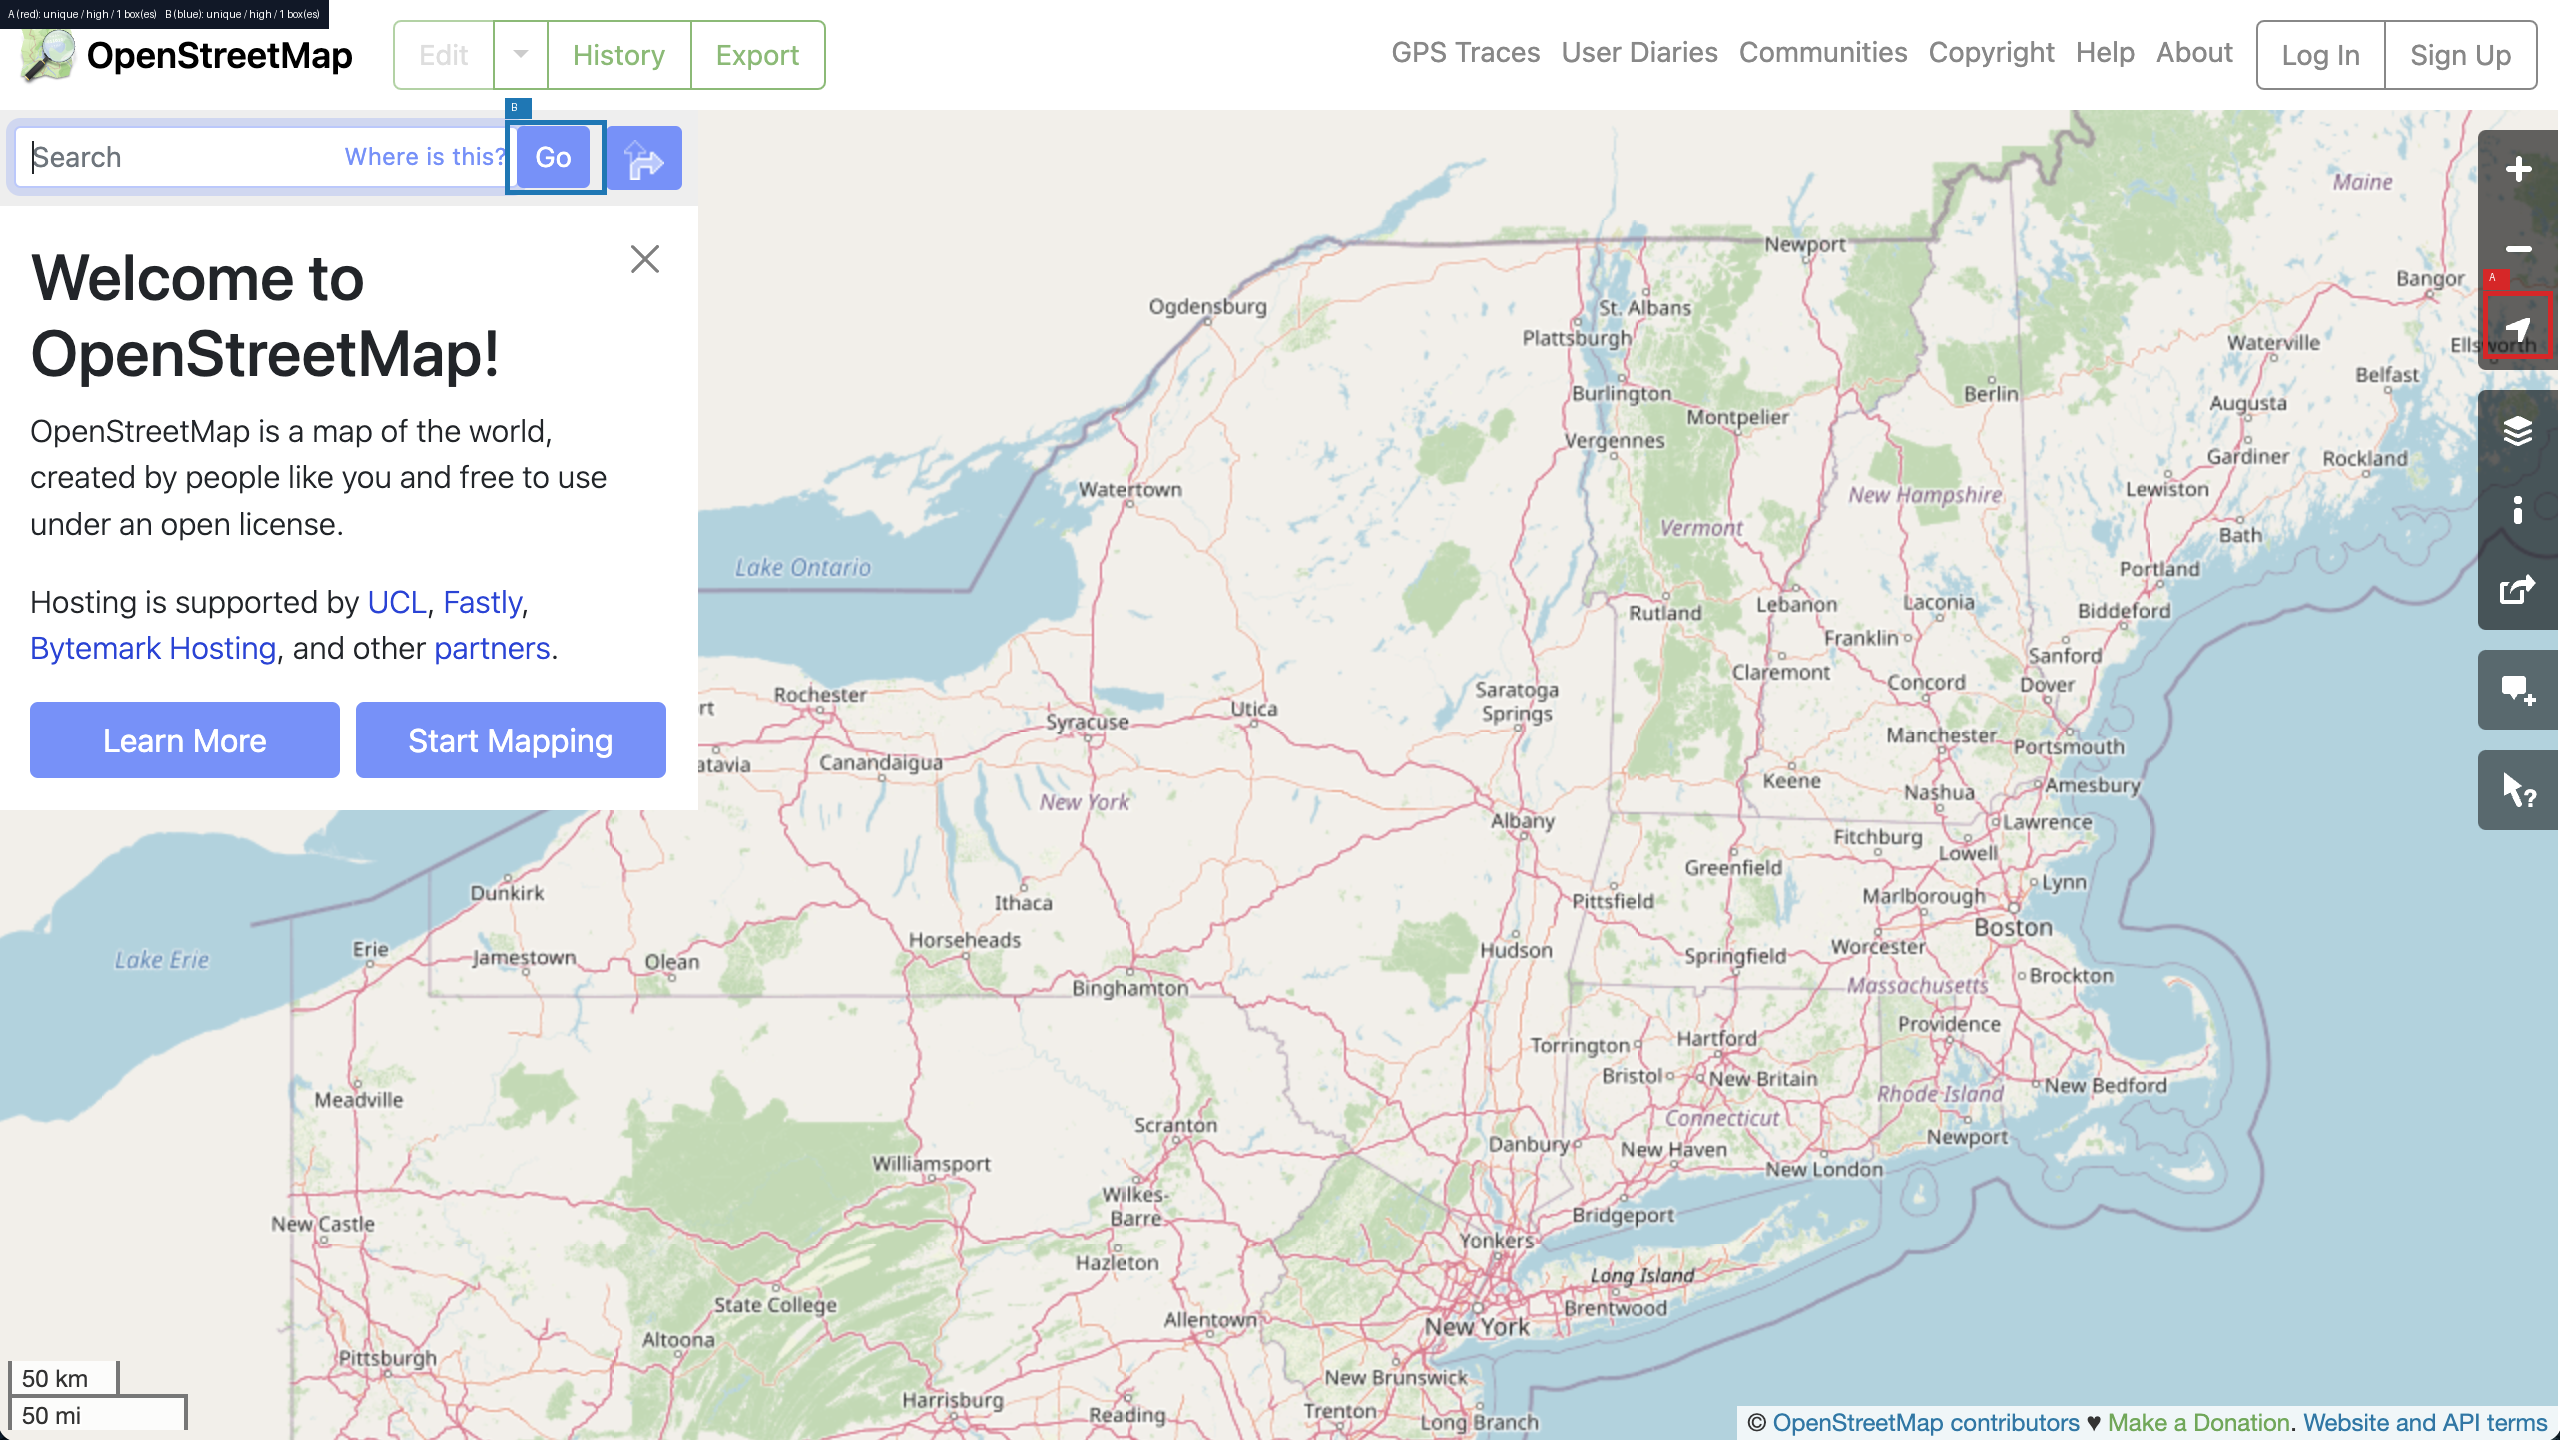 A (red): unique / high / 1 box(es) B (blue): unique / high / 1 box(es)
OpenStreetMap
Edit
History
Export
GPS Traces
User Diaries
Communities
Copyright
Help
About
Log In
Sign Up
B
Search
Where is this?
Go
Welcome to
OpenStreetMap!
OpenStreetMap is a map of the world,
created by people like you and free to use
under an open license.
Hosting is supported by UCL, Fastly,
Bytemark Hosting, and other partners.
Learn More
Start Mapping
A
Maine
Newport
Bangor
Ogdensburg
St. Albans
Plattsburgh
Waterville
Ellsworth
Belfast
Burlington
Berlin
Augusta
Montpelier
Vergennes
Gardiner
Rockland
Watertown
Lewiston
New Hampshire
Vermont
Bath
Lake Ontario
Portland
Rutland
Lebanon
Laconia
Biddeford
Franklin
Sanford
Claremont
Concord
Dover
Rochester
Saratoga
Springs
rt
Syracuse
Utica
Manchester
Portsmouth
atavia
Canandaigua
Keene
Amesbury
New York
Nashua
Albany
Lawrence
Fitchburg
Lowell
Greenfield
Lynn
Dunkirk
Ithaca
Pittsfield
Marlborough
Boston
Horseheads
Erie
Hudson
Worcester
Springfield
Lake Erie
Jamestown
Olean
Brockton
Binghamton
Massachusetts
Providence
Torrington
Hartford
Bristol
New Britain
New Bedford
Meadville
Rhode Island
Connecticut
Scranton
Danbury
New Haven
Newport
Williamsport
New London
Wilkes-
Barre
Bridgeport
New Castle
Yonkers
Hazleton
Long Island
State College
Brentwood
Allentown
New York
Altoona
Pittsburgh
New Brunswick
Harrisburg
Reading
Trenton
Long Branch
50 km
50 mi
© OpenStreetMap contributors ♥ Make a Donation. Website and API terms